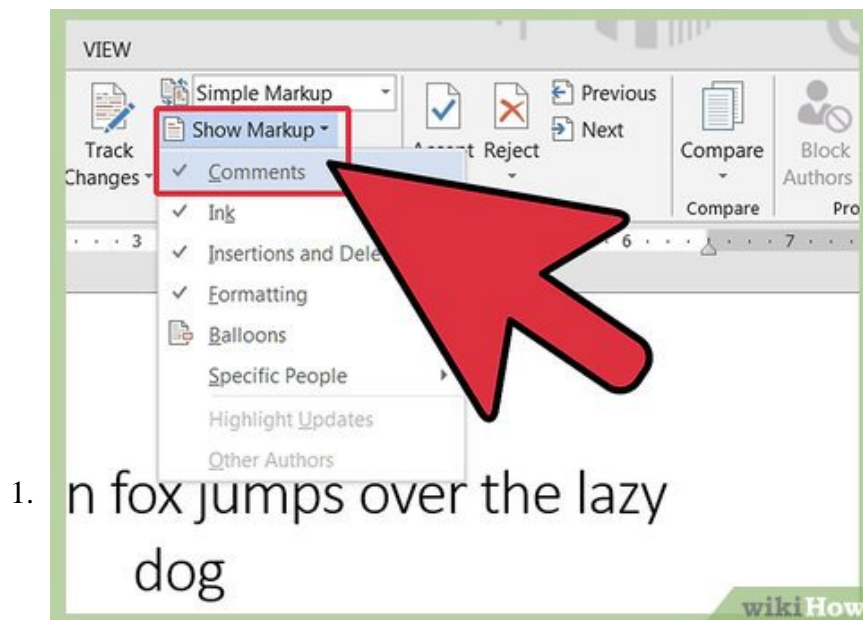 VIEW
Simple Markup
Show Markup
Track Changes
Reject
Previous
Next
Compare
Block Authors
Compare
Pro
Comments
Ink
Insertions and Dele
Formatting
Balloons
Specific People
Highlight Updates
Other Authors
3
6
7
1.
n fox jumps over the lazy
dog
wikiHow